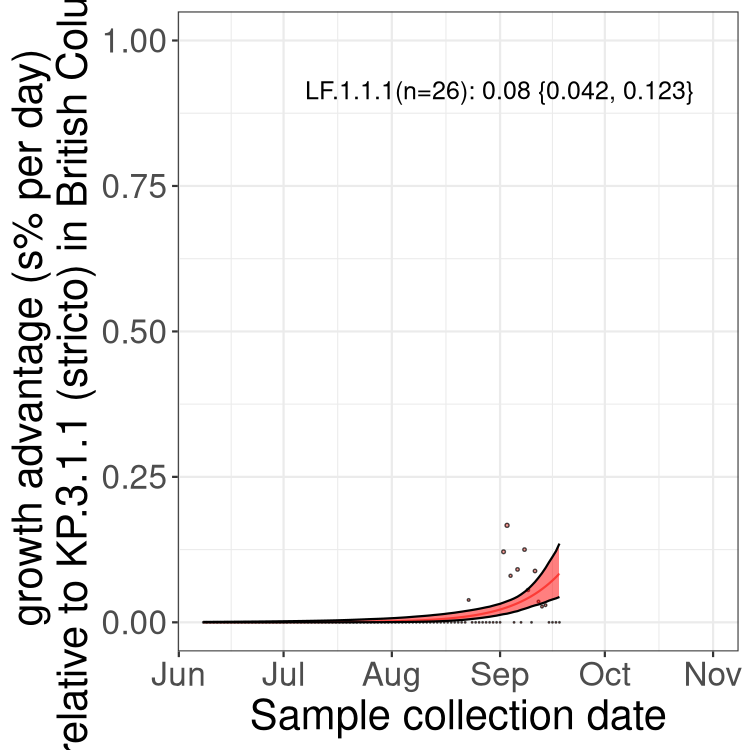 growth advantage (s% per day)
relative to KP.3.1.1 (stricto) in British Colu
1.00
0.75
0.50
0.25
0.00
LF.1.1.1(n=26): 0.08 {0.042, 0.123}
Jun Jul Aug Sep Oct Nov
Sample collection date